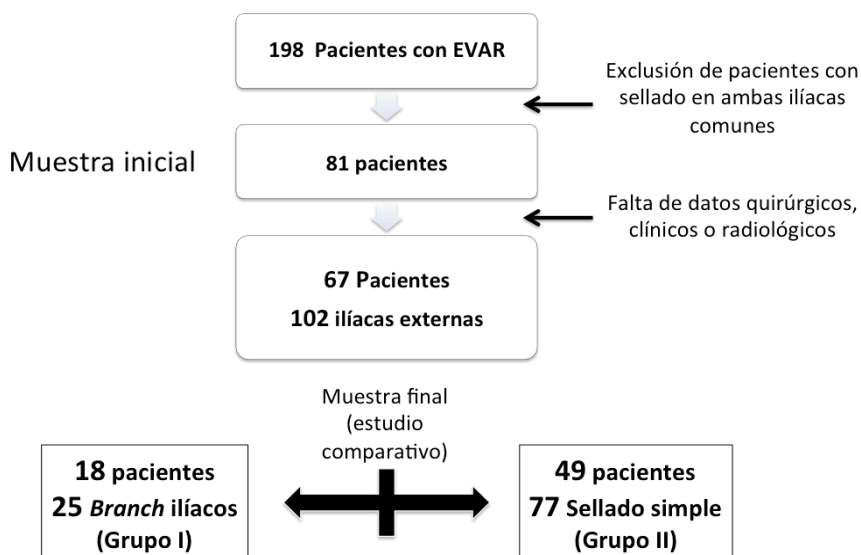 198 Pacientes con EVAR
Exclusión de pacientes con
sellado en ambas ilíacas
comunes
Muestra inicial
81 pacientes
Falta de datos quirúrgicos,
clínicos o radiológicos
67 Pacientes
102 ilíacas externas
Muestra final
(estudio
comparativo)
18 pacientes
25 Branch ilíacos
(Grupo I)
49 pacientes
77 Sellado simple
(Grupo II)